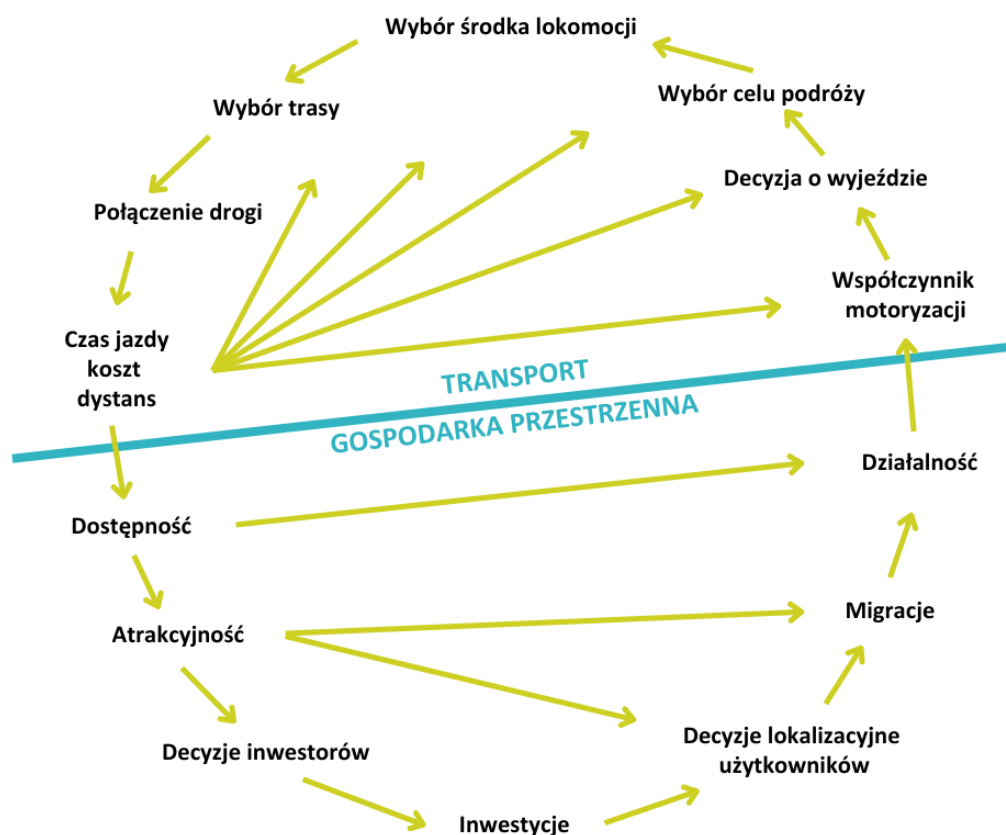 Wybór środka lokomocji
Wybór celu podróży
Wybór trasy
Decyzja o wyjeździe
Połączenie drogi
Współczynnik
motoryzacji
Czas jazdy
koszt
dystans
TRANSPORT
GOSPODARKA PRZESTRZENNA
Działalność
Dostępność
Migracje
Atrakcyjność
Decyzje lokalizacyjne
użytkowników
Decyzje inwestorów
Inwestycje